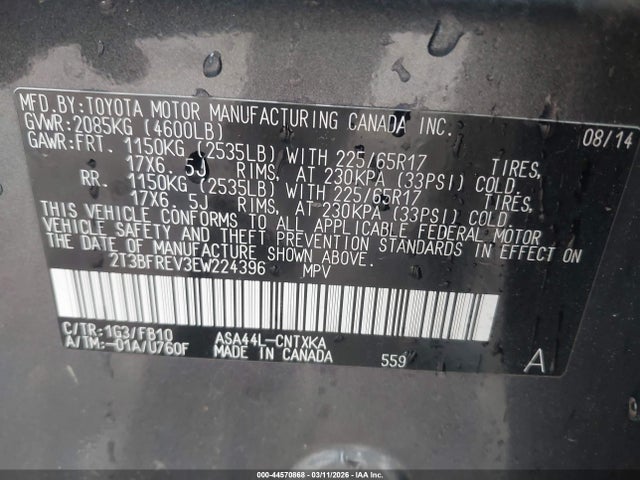 MFD.BY:TOYOTA MOTOR MANUFACTURING CANADA INC. 08/14
GVWR:2085KG (4600LB)
GAWR:FRT. 1150KG (2535LB) WITH 225/65R17 TIRES,
17X6. 5J RIMS, AT 230KPA (33PSI) COLD.
RR. 1150KG (2535LB) WITH 225/65R17 TIRES,
17X6. 5J RIMS, AT 230KPA (33PSI) COLD.
THIS VEHICLE CONFORMS TO ALL APPLICABLE FEDERAL MOTOR
VEHICLE SAFETY AND THEFT PREVENTION STANDARDS IN EFFECT ON
THE DATE OF MANUFACTURE SHOWN ABOVE.
2T3BFREV3EW224396 MPV
C/TR:1G3/FB10 ASA44L-CNTXKA
A/TM:-01A/U760F MADE IN CANADA 559 A
000-44570868 - 03/11/2026 - IAA Inc.